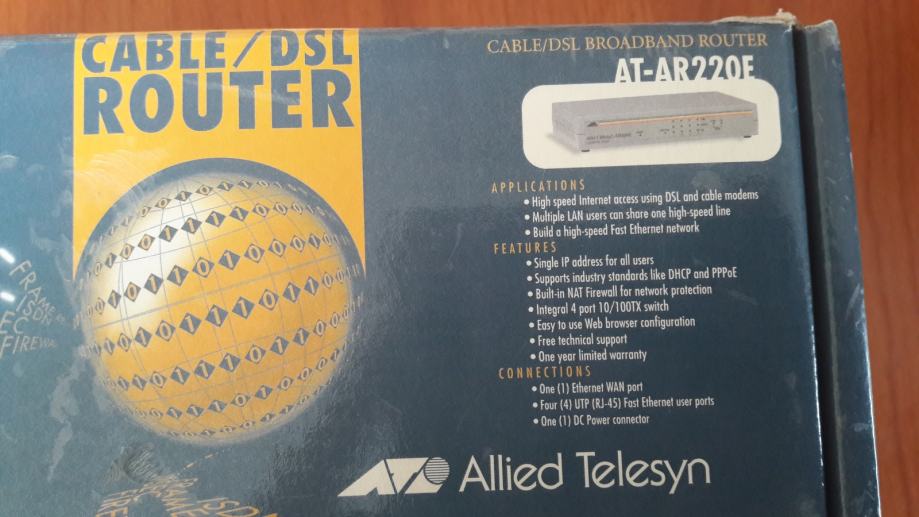 CABLE/DSL
ROUTER
CABLE/DSL BROADBAND ROUTER
AT-AR220E
APPLICATIONS
• High speed Internet access using DSL and cable modems
• Multiple LAN users can share one high-speed line
• Build a high-speed Fast Ethernet network
FEATURES
• Single IP address for all users
• Supports industry standards like DHCP and PPPoE
• Built-in NAT Firewall for network protection
• Integral 4 port 10/100TX switch
• Easy to use Web browser configuration
• Free technical support
• One year limited warranty
CONNECTIONS
• One (1) Ethernet WAN port
• Four (4) UTP (RJ-45) Fast Ethernet user ports
• One (1) DC Power connector
FRAME
ISDN
EC
FIREWA
Allied Telesyn
ISDN